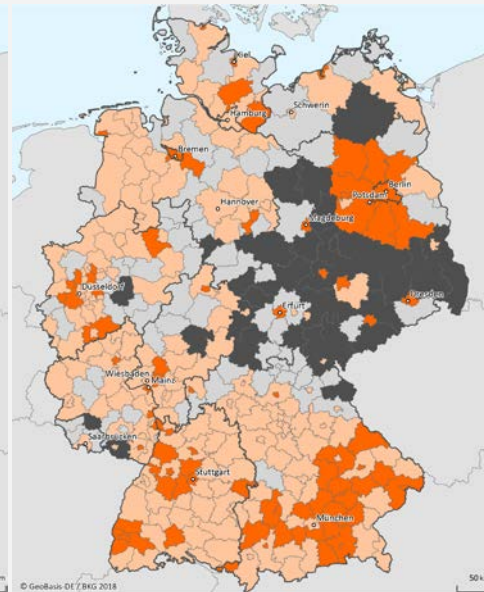 Kiel
Hamburg
Schwerin
Bremen
Berlin
Potsdam
Hannover
Magdeburg
Düsseldorf
Erfurt
Dresden
Wiesbaden
Mainz
Saarbrücken
Stuttgart
München
m
50 k
© GeoBasis-DE / BKG 2018